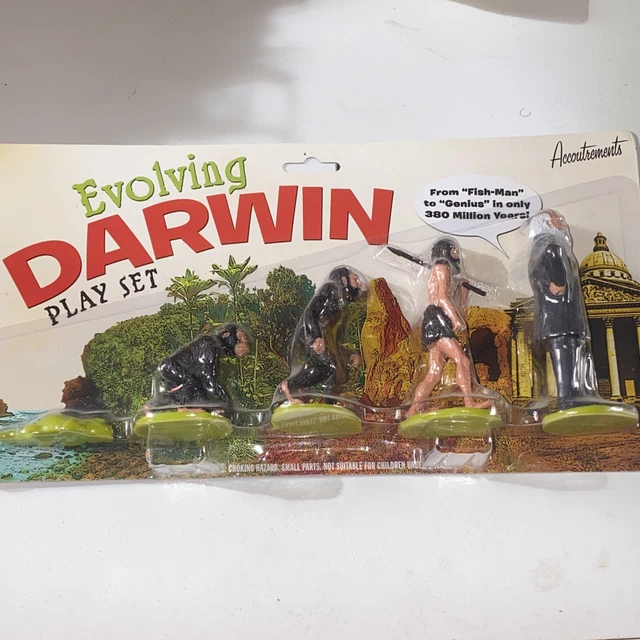 Evolving
DARWIN
PLAY SET
Accoutrements
From "Fish-Man"
to "Genius" in only
380 Million Years!
CHOKING HAZARD. SMALL PARTS. NOT SUITABLE FOR CHILDREN